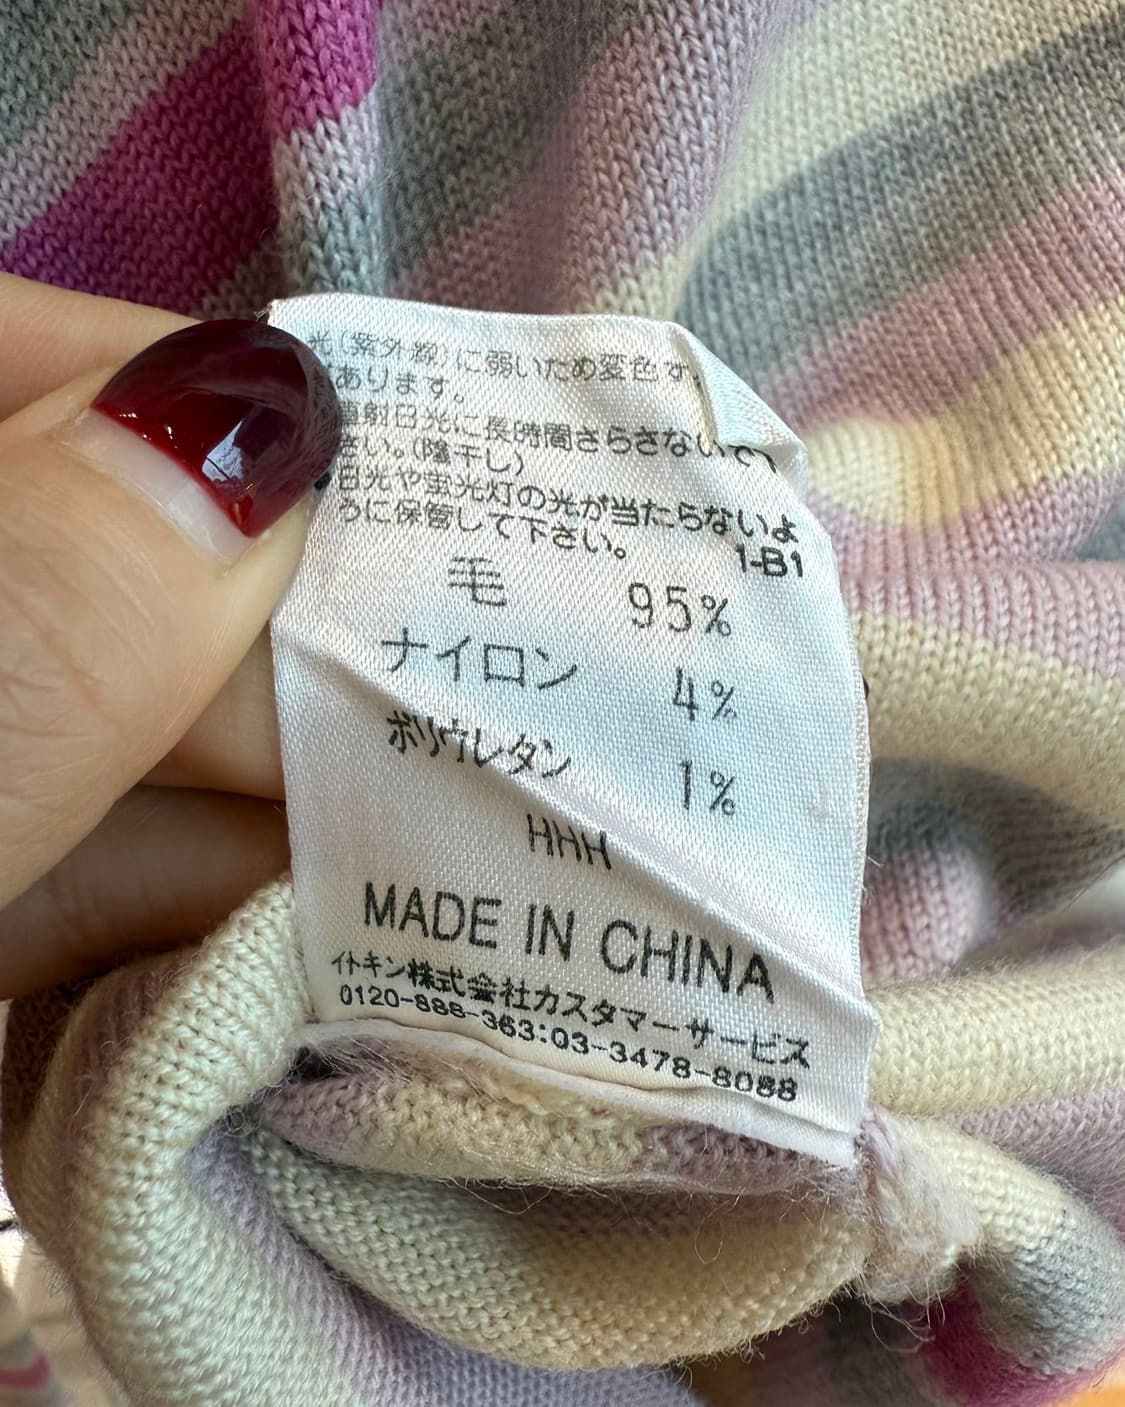 光(紫外線)に弱いため変色す
あります。
直射日光に長時間さらさないで
さい。(陰干し)
日光や蛍光灯の光が当たらないよ
うに保管して下さい。
1-B1
毛 95%
ナイロン 4%
ポリウレタン 1%
HHH
MADE IN CHINA
イトキン株式会社カスタマーサービス
0120-888-363:03-3478-8088